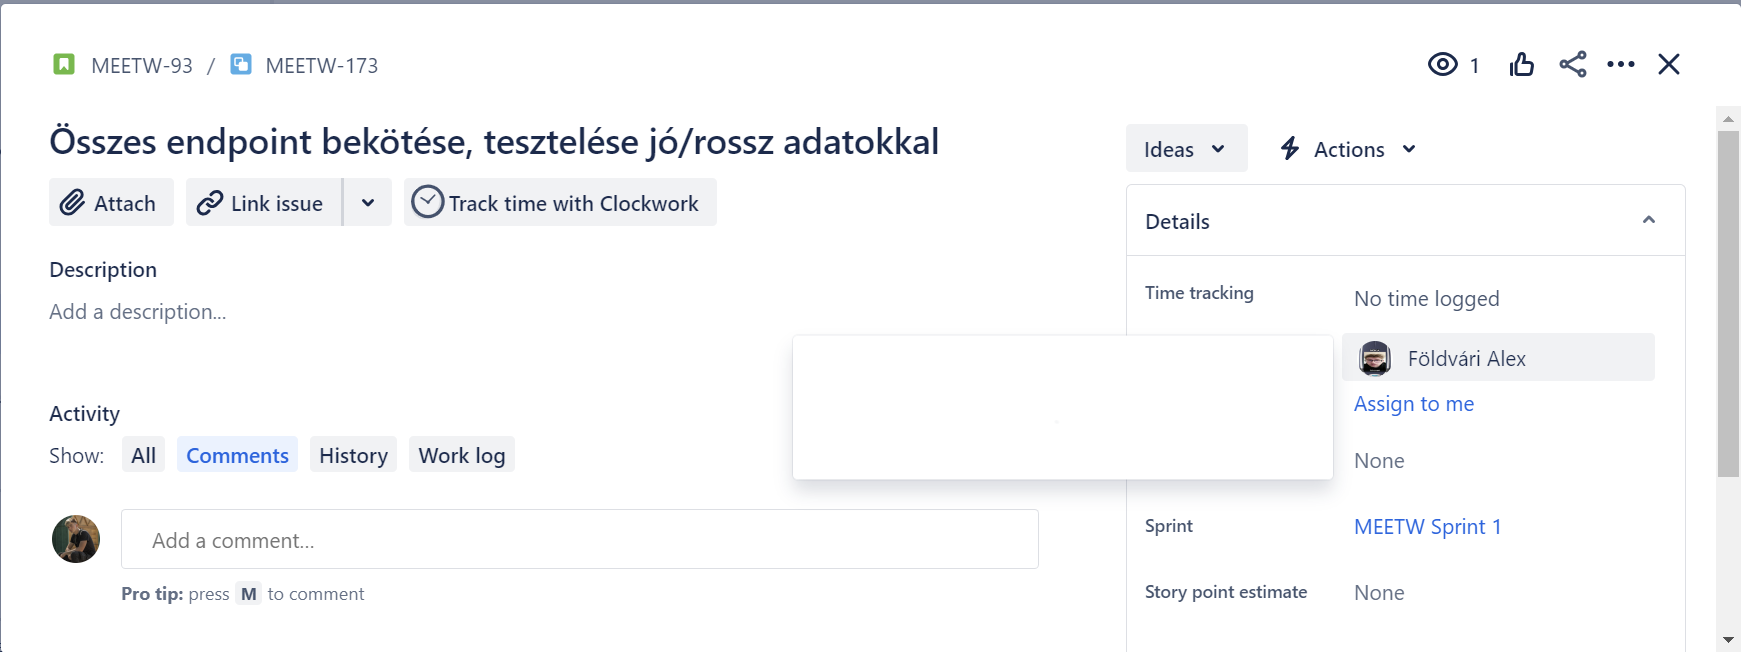 MEETW-93 / MEETW-173
1
Összes endpoint bekötése, tesztelése jó/rossz adatokkal
Attach
Link issue
Track time with Clockwork
Description
Add a description...
Activity
Show: All Comments History Work log
Add a comment...
Pro tip: press M to comment
Ideas
Actions
Details
Time tracking
No time logged
Földvári Alex
Assign to me
None
Sprint
MEETW Sprint 1
Story point estimate
None